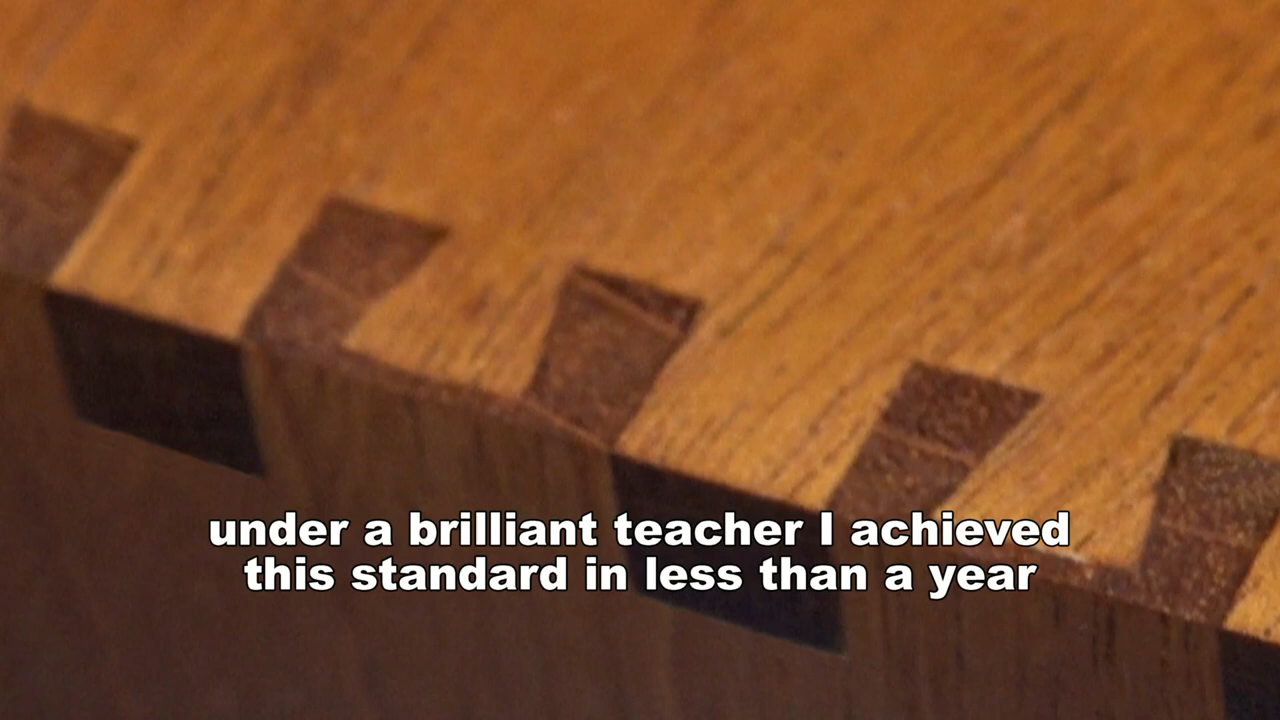 under a brilliant teacher I achieved
this standard in less than a year